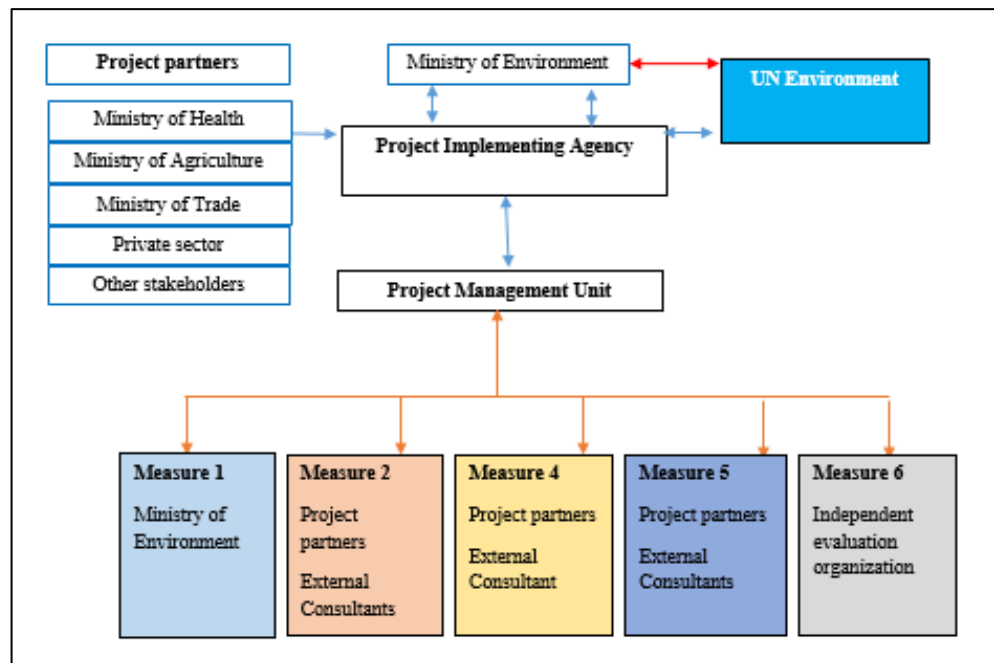 Project partners
Ministry of Health
Ministry of Agriculture
Ministry of Trade
Private sector
Other stakeholders
Ministry of Environment
UN Environment
Project Implementing Agency
Project Management Unit
Measure 1
Ministry of
Environment
Measure 2
Project
partners
External
Consultants
Measure 4
Project partners
External
Consultant
Measure 5
Project partners
External
Consultants
Measure 6
Independent
evaluation
organization